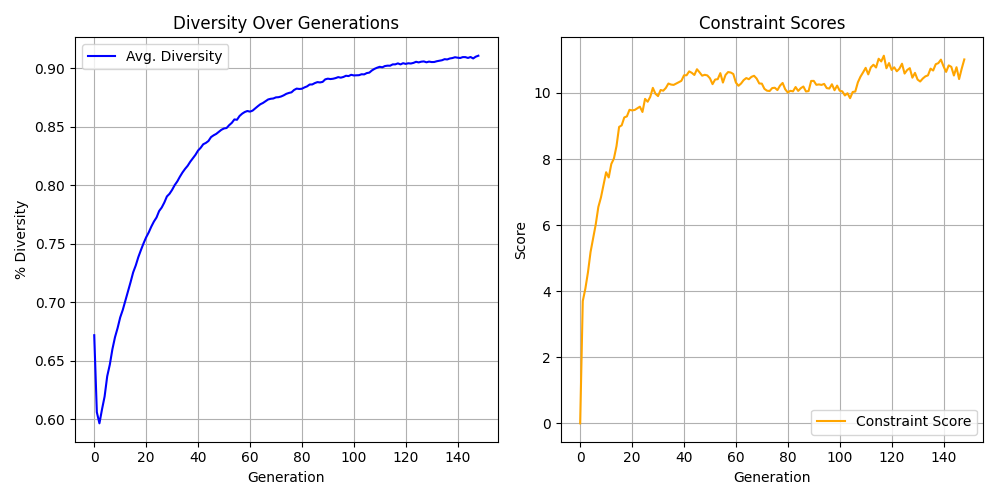 Diversity Over Generations
Avg. Diversity
% Diversity
0.90
0.85
0.80
0.75
0.70
0.65
0.60
0 20 40 60 80 100 120 140
Generation
Constraint Scores
Score
10
8
6
4
2
0
Constraint Score
0 20 40 60 80 100 120 140
Generation